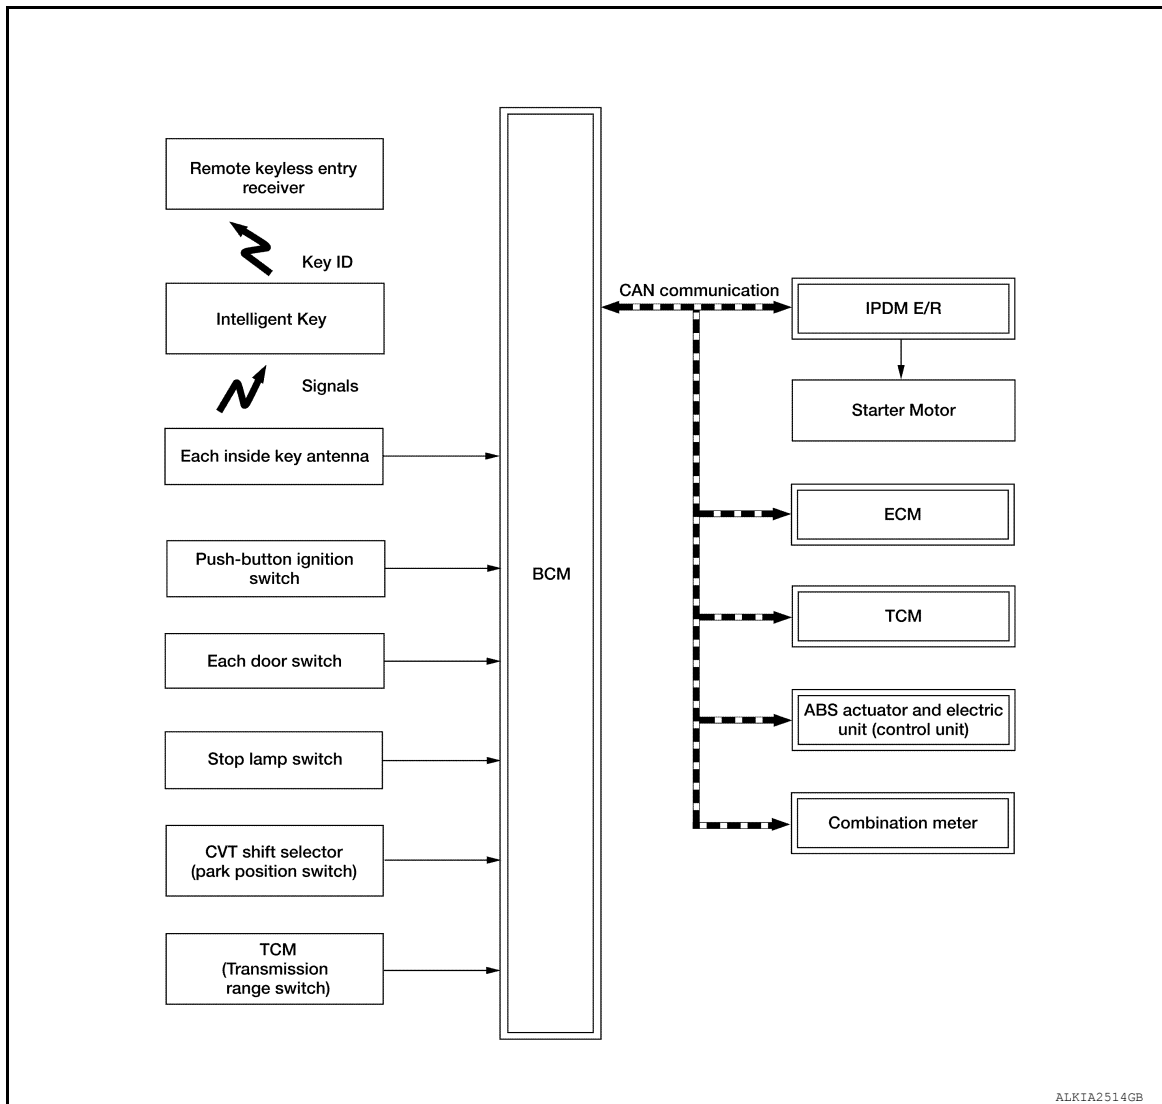 Remote keyless entry
receiver
Key ID
Intelligent Key
Signals
Each inside key antenna
Push-button ignition
switch
Each door switch
Stop lamp switch
CVT shift selector
(park position switch)
TCM
(Transmission
range switch)
BCM
CAN communication
IPDM E/R
Starter Motor
ECM
TCM
ABS actuator and electric
unit (control unit)
Combination meter
ALKIA2514GB